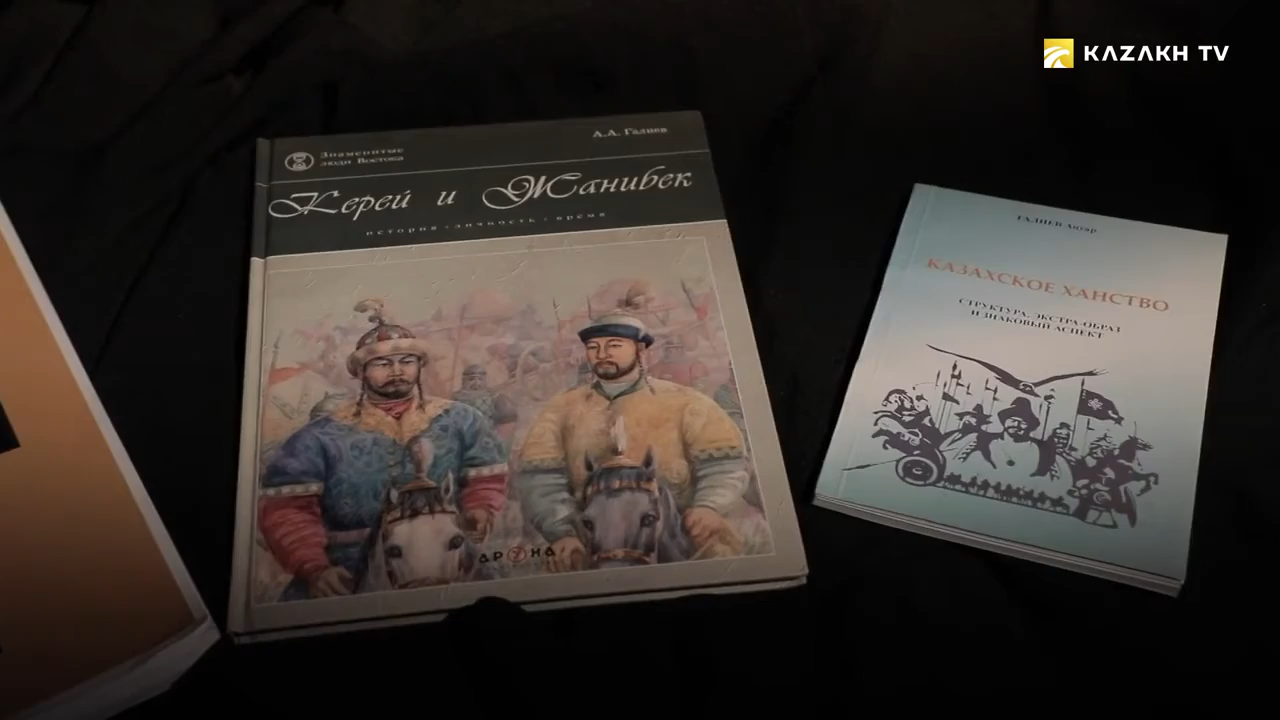 KAZAKH TV
А.А. Галиев
Знаменитые
люди Востока
Керей и Жанибек
история · личность · время
АРУНА
ГАЛИЕВ Ануар
КАЗАХСКОЕ ХАНСТВО
СТРУКТУРА, ЭКСТРА-ОБРАЗ
И ЗНАКОВЫЙ АСПЕКТ